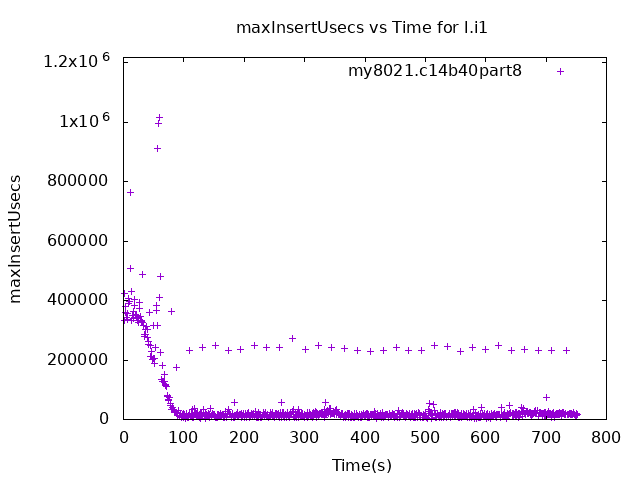 maxInsertUsecs vs Time for l.i1
my8021.c14b40part8
maxInsertUsecs
1.2x10^6
1x10^6
800000
600000
400000
200000
0
0 100 200 300 400 500 600 700 800
Time(s)